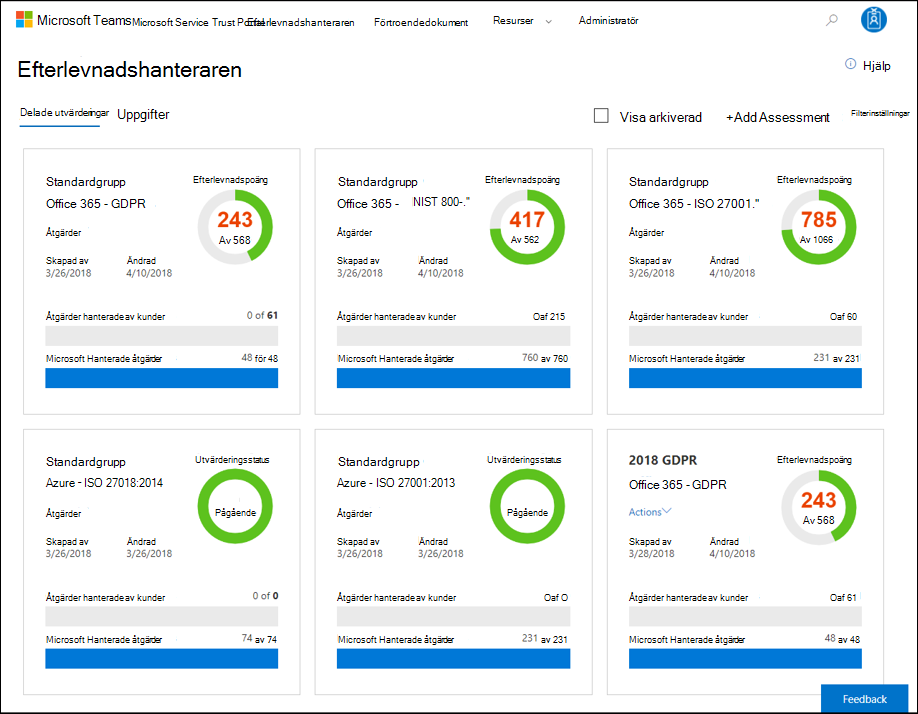 Microsoft Teams Microsoft Service Trust Portal Efterlevnadshanteraren Förtroendedokument Resurser Administratör
Efterlevnadshanteraren
Hjälp
Delade utvärderingar Uppgifter Visa arkiverad +Add Assessment Filterinställningar
Standardgrupp Efterlevnadspoäng
Office 365 - GDPR
243
Av 568
Åtgärder
Skapad av Ändrad
3/26/2018 4/10/2018
Åtgärder hanterade av kunder 0 of 61
Microsoft Hanterade åtgärder 48 för 48
Standardgrupp Efterlevnadspoäng
Office 365 - NIST 800-."
417
Av 562
Åtgärder
Skapad av Ändrad
3/26/2018 4/10/2018
Åtgärder hanterade av kunder Oaf 215
Microsoft Hanterade åtgärder 760 av 760
Standardgrupp Efterlevnadspoäng
Office 365 - ISO 27001."
785
Av 1066
Åtgärder
Skapad av Ändrad
3/26/2018 4/10/2018
Åtgärder hanterade av kunder Oaf 60
Microsoft Hanterade åtgärder 231 av 231
Standardgrupp Utvärderingsstatus
Azure - ISO 27018:2014
Pågående
Åtgärder
Skapad av Ändrad
3/26/2018 3/26/2018
Åtgärder hanterade av kunder 0 of 0
Microsoft Hanterade åtgärder 74 av 74
Standardgrupp Utvärderingsstatus
Azure - ISO 27001:2013
Pågående
Åtgärder
Skapad av Ändrad
3/26/2018 3/26/2018
Åtgärder hanterade av kunder Oaf O
Microsoft Hanterade åtgärder 231 av 231
2018 GDPR Efterlevnadspoäng
Office 365 - GDPR
243
Av 568
Actions
Skapad av Ändrad
3/28/2018 4/10/2018
Åtgärder hanterade av kunder Oaf 61
Microsoft Hanterade åtgärder 48 av 48
Feedback